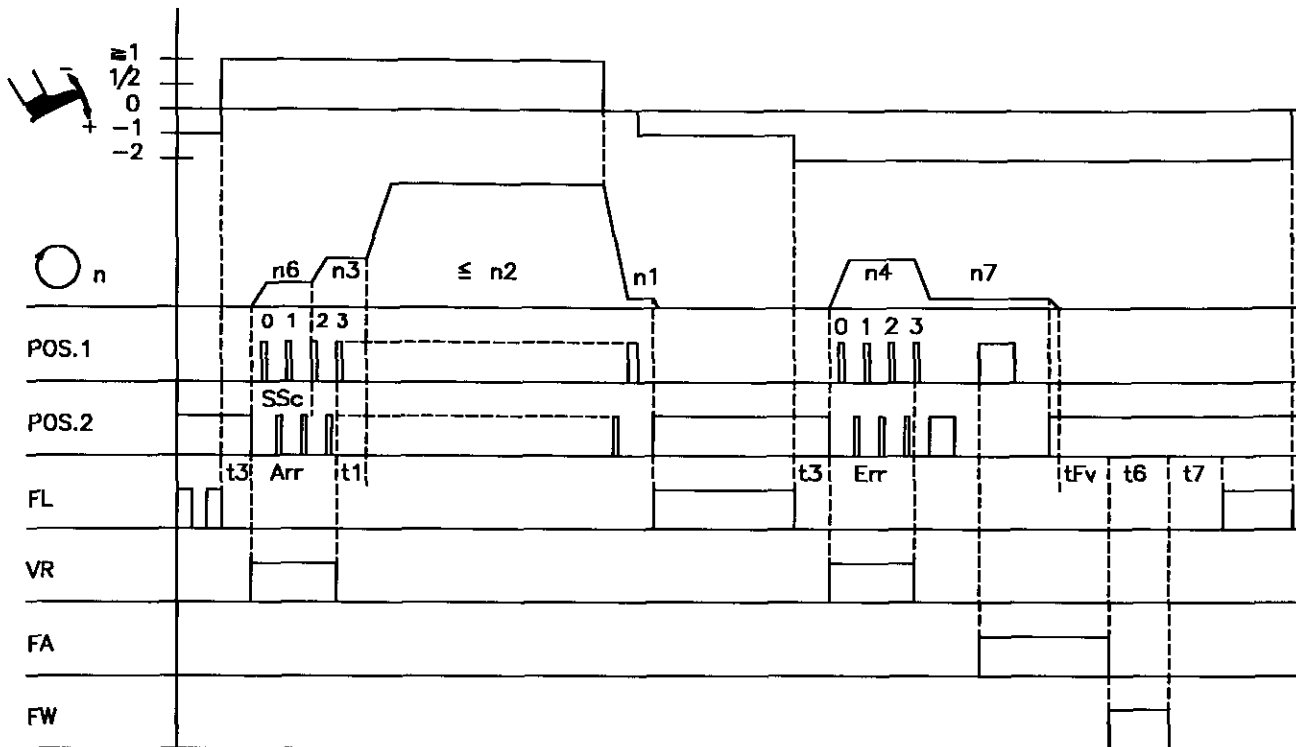 ≧1
1/2
0
-1
-2
-
+
n
n6
n3
≦ n2
n1
n4
n7
0 1 2 3
0 1 2 3
POS.1
SSc
POS.2
t3 Arr t1
t3 Err tFv t6 t7
FL
VR
FA
FW